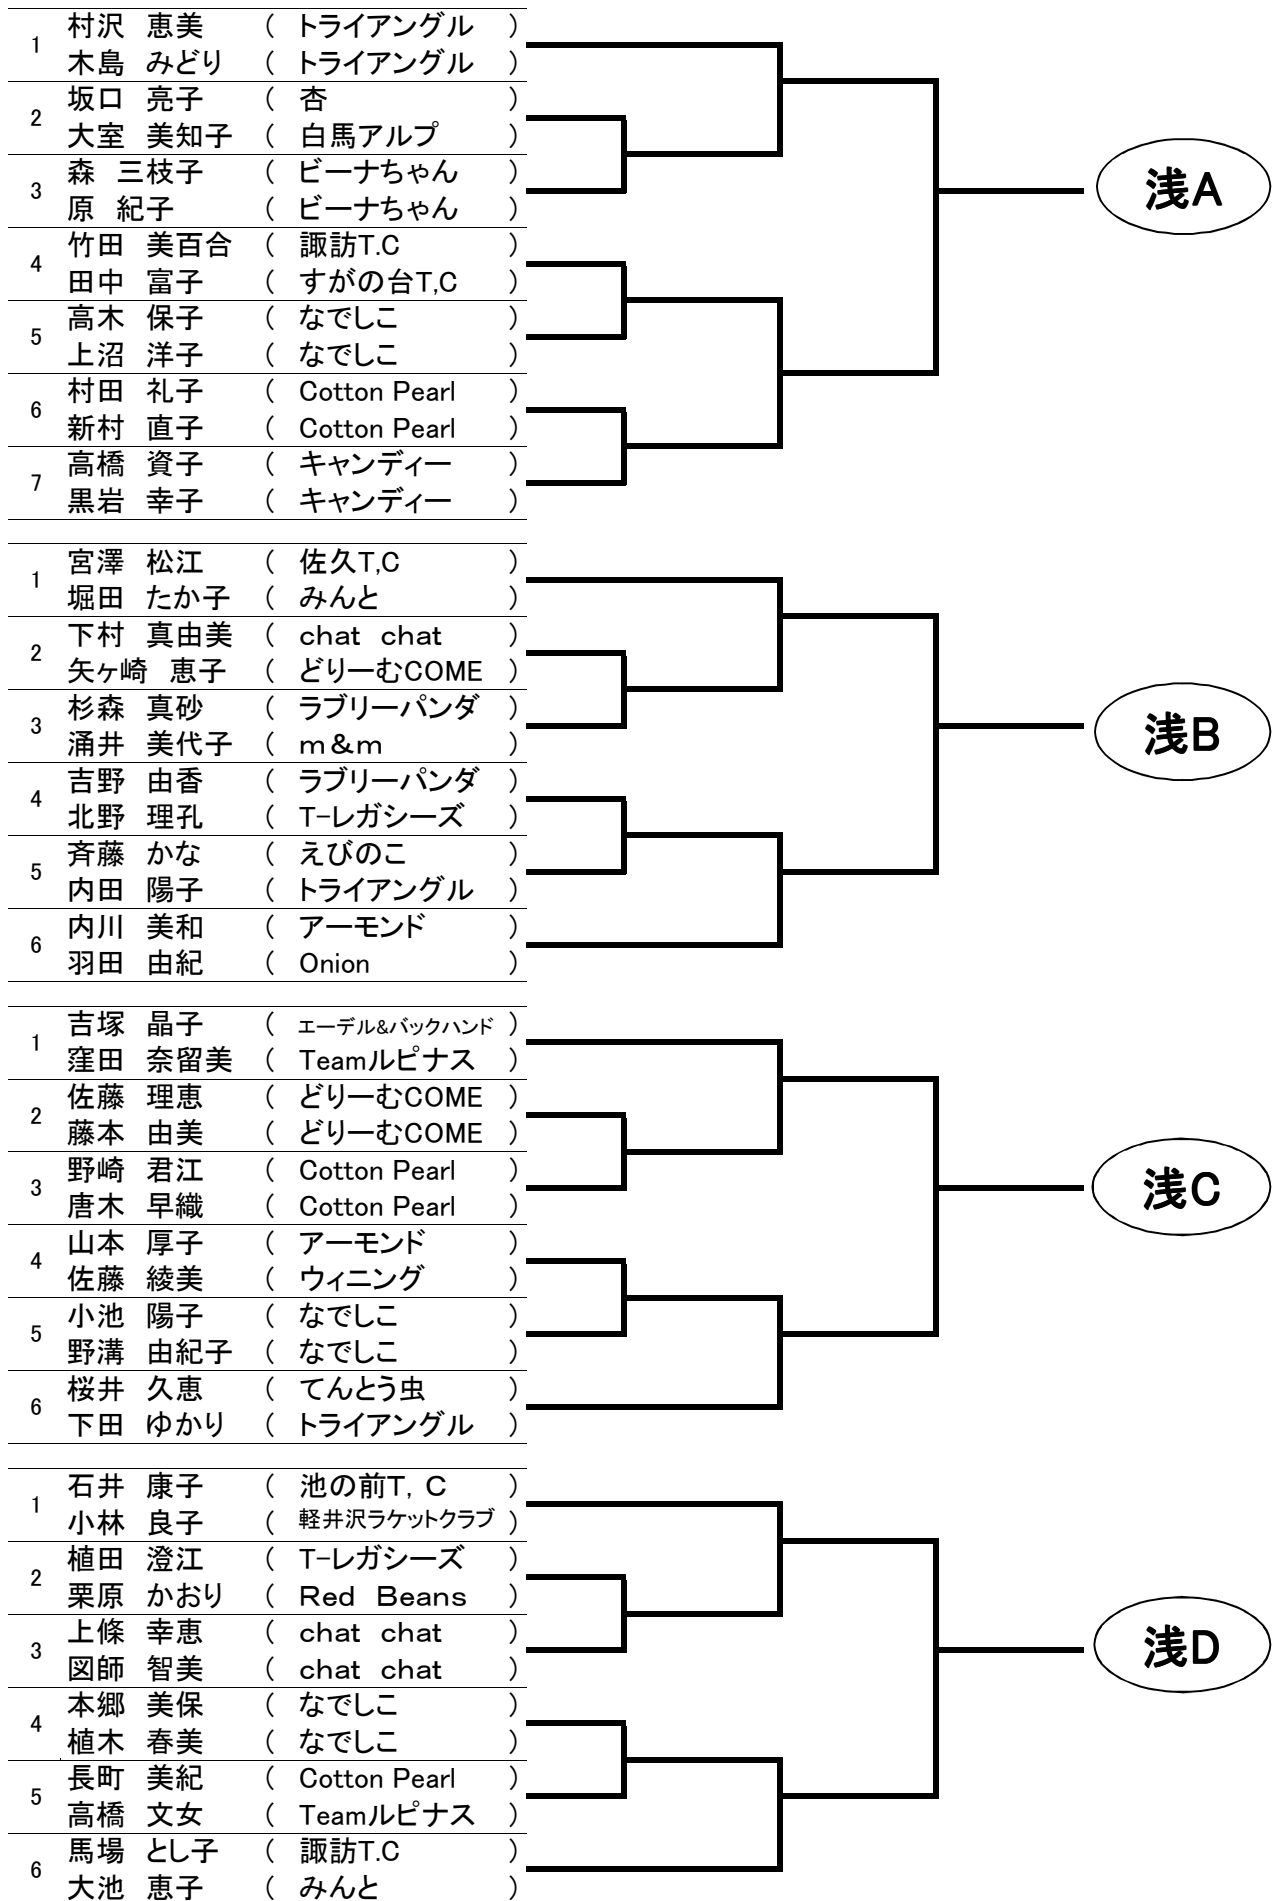 1 村沢 恵美 ( トライアングル )
木島 みどり ( トライアングル )
2 坂口 亮子 ( 杏 )
大室 美知子 ( 白馬アルプ )
3 森 三枝子 ( ビーナちゃん )
原 紀子 ( ビーナちゃん )
4 竹田 美百合 ( 諏訪T.C )
田中 富子 ( すがの台T,C )
5 高木 保子 ( なでしこ )
上沼 洋子 ( なでしこ )
6 村田 礼子 ( Cotton Pearl )
新村 直子 ( Cotton Pearl )
7 高橋 資子 ( キャンディー )
黒岩 幸子 ( キャンディー )
浅A
1 宮澤 松江 ( 佐久T,C )
堀田 たか子 ( みんと )
2 下村 真由美 ( chat chat )
矢ヶ崎 恵子 ( どりーむCOME )
3 杉森 真砂 ( ラブリーパンダ )
涌井 美代子 ( m&m )
4 吉野 由香 ( ラブリーパンダ )
北野 理孔 ( T-レガシーズ )
5 斉藤 かな ( えびのこ )
内田 陽子 ( トライアングル )
6 内川 美和 ( アーモンド )
羽田 由紀 ( Onion )
浅B
1 吉塚 晶子 ( エーデル&バックハンド )
窪田 奈留美 ( Teamルピナス )
2 佐藤 理恵 ( どりーむCOME )
藤本 由美 ( どりーむCOME )
3 野崎 君江 ( Cotton Pearl )
唐木 早織 ( Cotton Pearl )
4 山本 厚子 ( アーモンド )
佐藤 綾美 ( ウィニング )
5 小池 陽子 ( なでしこ )
野溝 由紀子 ( なでしこ )
6 桜井 久恵 ( てんとう虫 )
下田 ゆかり ( トライアングル )
浅C
1 石井 康子 ( 池の前T，C )
小林 良子 ( 軽井沢ラケットクラブ )
2 植田 澄江 ( T-レガシーズ )
栗原 かおり ( Red Beans )
3 上條 幸恵 ( chat chat )
図師 智美 ( chat chat )
4 本郷 美保 ( なでしこ )
植木 春美 ( なでしこ )
5 長町 美紀 ( Cotton Pearl )
高橋 文女 ( Teamルピナス )
6 馬場 とし子 ( 諏訪T.C )
大池 恵子 ( みんと )
浅D